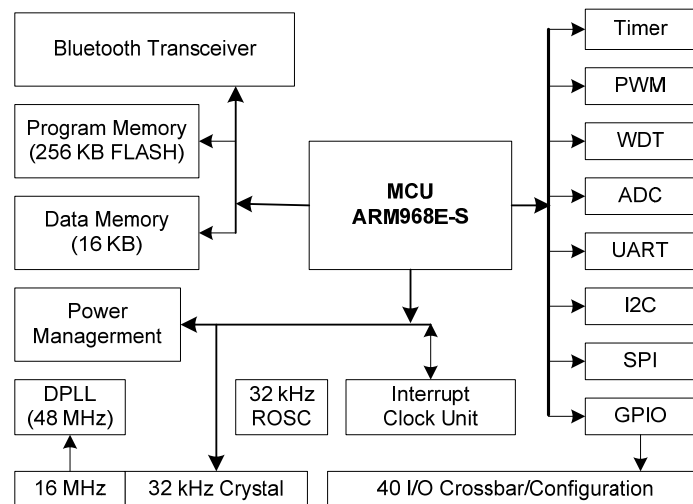 Bluetooth Transceiver
Program Memory
(256 KB FLASH)
Data Memory
(16 KB)
MCU
ARM968E-S
Timer
PWM
WDT
ADC
UART
I2C
SPI
GPIO
Power
Managerment
DPLL
(48 MHz)
32 kHz
ROSC
Interrupt
Clock Unit
16 MHz
32 kHz Crystal
40 I/O Crossbar/Configuration